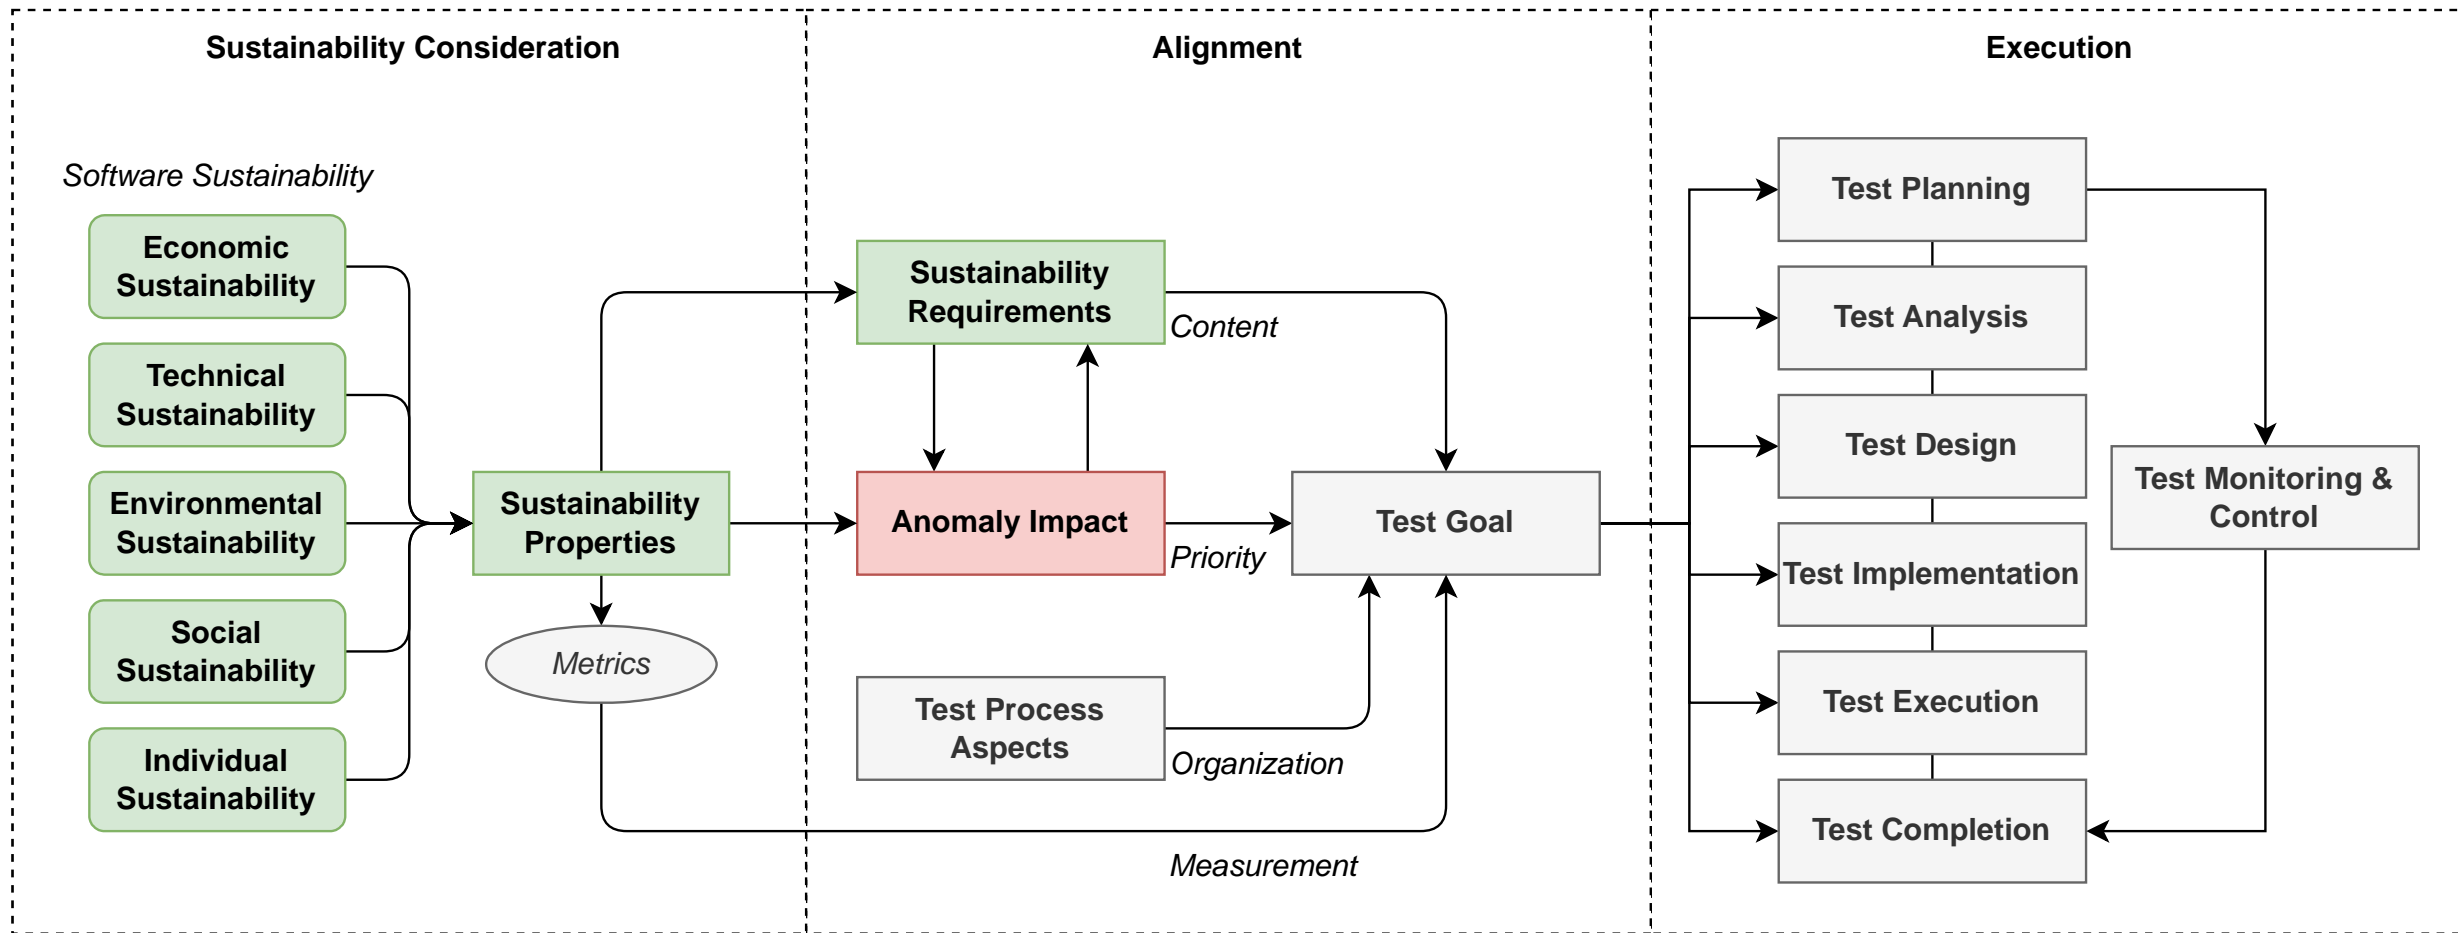 Sustainability Consideration
Software Sustainability
Economic
Sustainability
Technical
Sustainability
Environmental
Sustainability
Social
Sustainability
Individual
Sustainability
Sustainability
Properties
Metrics
Alignment
Sustainability
Requirements
Content
Anomaly Impact
Priority
Test Goal
Test Process
Aspects
Organization
Measurement
Execution
Test Planning
Test Analysis
Test Design
Test Implementation
Test Execution
Test Completion
Test Monitoring &
Control